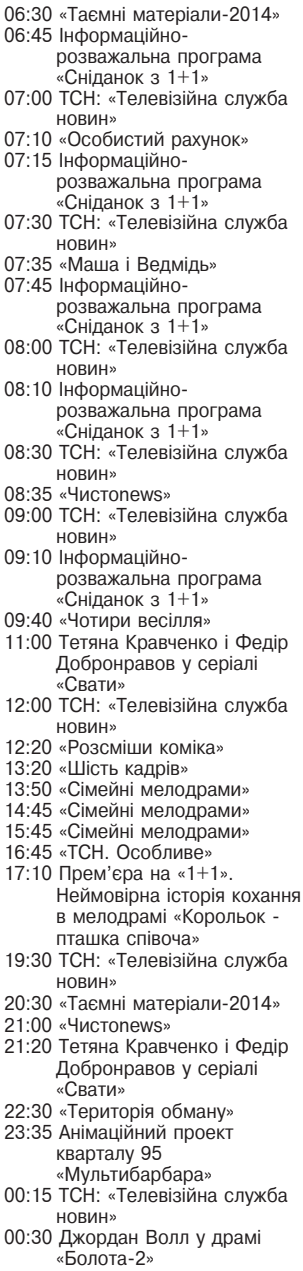 06:30 «Таємні матеріали-2014»
06:45 Інформаційно-
розважальна програма
«Сніданок з 1+1»
07:00 ТСН: «Телевізійна служба
новин»
07:10 «Особистий рахунок»
07:15 Інформаційно-
розважальна програма
«Сніданок з 1+1»
07:30 ТСН: «Телевізійна служба
новин»
07:35 «Маша і Ведмідь»
07:45 Інформаційно-
розважальна програма
«Сніданок з 1+1»
08:00 ТСН: «Телевізійна служба
новин»
08:10 Інформаційно-
розважальна програма
«Сніданок з 1+1»
08:30 ТСН: «Телевізійна служба
новин»
08:35 «Чистоnews»
09:00 ТСН: «Телевізійна служба
новин»
09:10 Інформаційно-
розважальна програма
«Сніданок з 1+1»
09:40 «Чотири весілля»
11:00 Тетяна Кравченко і Федір
Добронравов у серіалі
«Свати»
12:00 ТСН: «Телевізійна служба
новин»
12:20 «Розсміши коміка»
13:20 «Шість кадрів»
13:50 «Сімейні мелодрами»
14:45 «Сімейні мелодрами»
15:45 «Сімейні мелодрами»
16:45 «ТСН. Особливе»
17:10 Прем’єра на «1+1».
Неймовірна історія кохання
в мелодрамі «Корольок -
пташка співоча»
19:30 ТСН: «Телевізійна служба
новин»
20:30 «Таємні матеріали-2014»
21:00 «Чистоnews»
21:20 Тетяна Кравченко і Федір
Добронравов у серіалі
«Свати»
22:30 «Територія обману»
23:35 Анімаційний проект
кварталу 95
«Мультибарбара»
00:15 ТСН: «Телевізійна служба
новин»
00:30 Джордан Волл у драмі
«Болота-2»